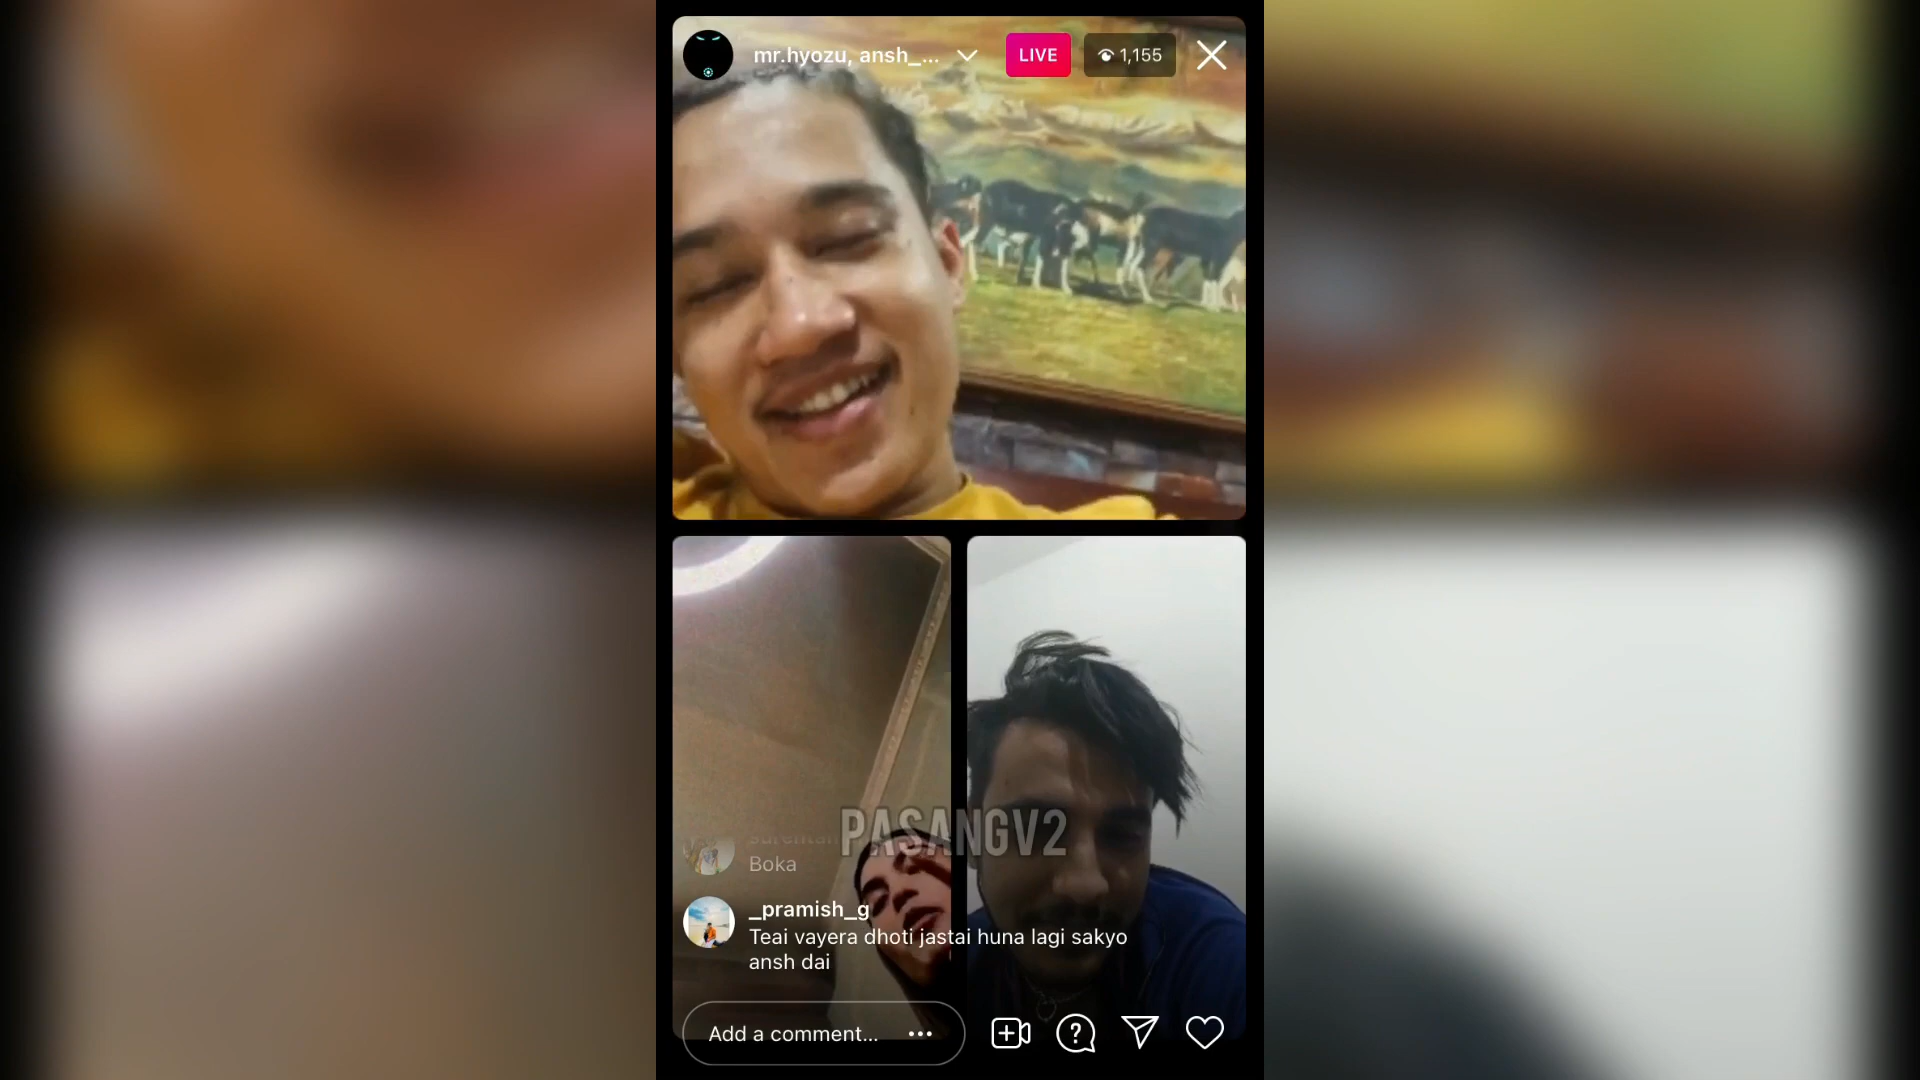 mr.hyozu, ansh_...
LIVE
1,155
PASANGV2
Boka
_pramish_g
Teai vayera dhoti jastai huna lagi sakyo
ansh dai
Add a comment...